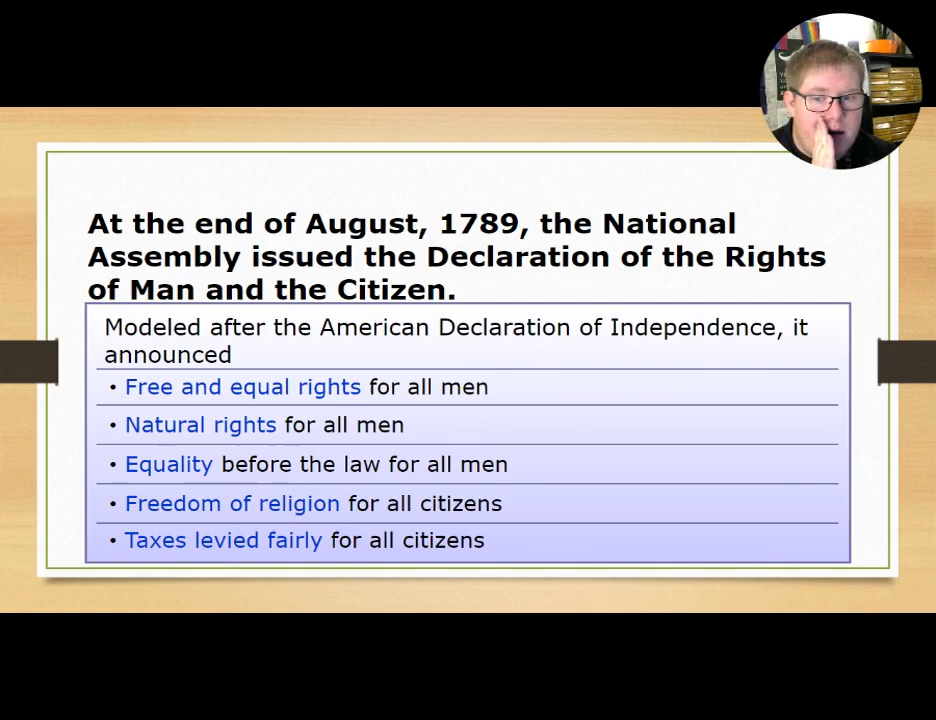 At the end of August, 1789, the National
Assembly issued the Declaration of the Rights
of Man and the Citizen.
Modeled after the American Declaration of Independence, it
announced
• Free and equal rights for all men
• Natural rights for all men
• Equality before the law for all men
• Freedom of religion for all citizens
• Taxes levied fairly for all citizens